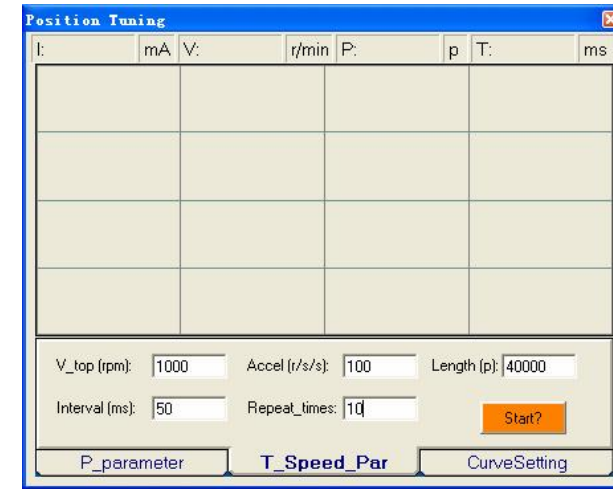 Position Tuning
I: mA V: r/min P: p T: ms
V_top (rpm): 1000 Accel (r/s/s): 100 Length (p): 40000
Interval (ms): 50 Repeat_times: 10 Start?
P_parameter T_Speed_Par CurveSetting